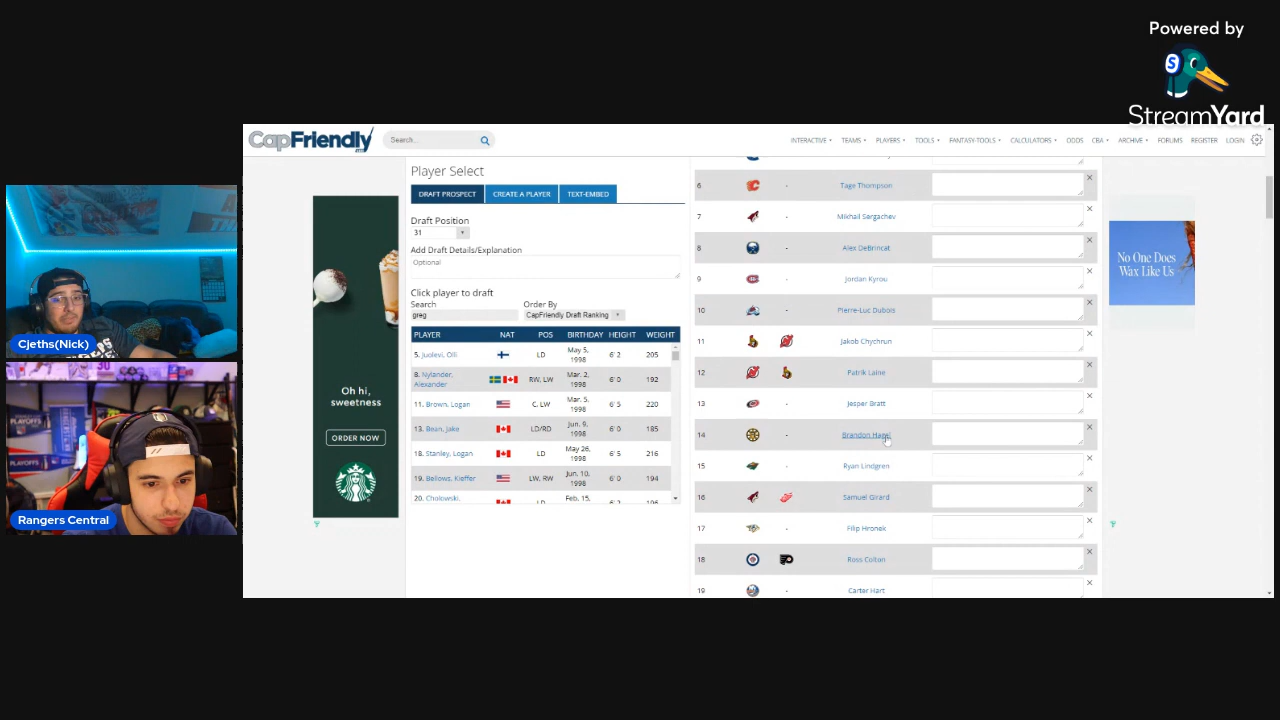 Powered by
StreamYard
CapFriendly
Search...
INTERACTIVE TEAMS PLAYERS TOOLS FANTASY-TOOLS CALCULATORS ODDS CBA ARCHIVE FORUMS REGISTER LOGIN
Player Select
DRAFT PROSPECT CREATE A PLAYER TEXT-EMBED
Draft Position
31
Add Draft Details/Explanation
Optional
Click player to draft
Search Order By
greg CapFriendly Draft Ranking
PLAYER NAT POS BIRTHDAY HEIGHT WEIGHT
5. Juolevi, Olli LD May 5, 1998 6' 2 205
8. Nylander, Alexander RW, LW Mar. 2, 1998 6' 0 192
11. Brown, Logan C, LW Mar. 5, 1998 6' 5 220
13. Bean, Jake LD/RD Jun. 9, 1998 6' 0 185
18. Stanley, Logan LD May 26, 1998 6' 5 216
19. Bellows, Kieffer LW, RW Jun. 10, 1998 6' 0 194
20. Cholowski, LD Feb. 15, 6' 0 196
6 - Tage Thompson
7 - Mikhail Sergachev
8 - Alex DeBrincat
9 - Jordan Kyrou
10 - Pierre-Luc Dubois
11 Jakob Chychrun
12 Patrik Laine
13 - Jesper Bratt
14 - Brandon Hagel
15 - Ryan Lindgren
16 Samuel Girard
17 - Filip Hronek
18 Ross Colton
19 - Carter Hart
Oh hi,
sweetness
ORDER NOW
No One Does
Wax Like Us
Cjeths(Nick)
Rangers Central